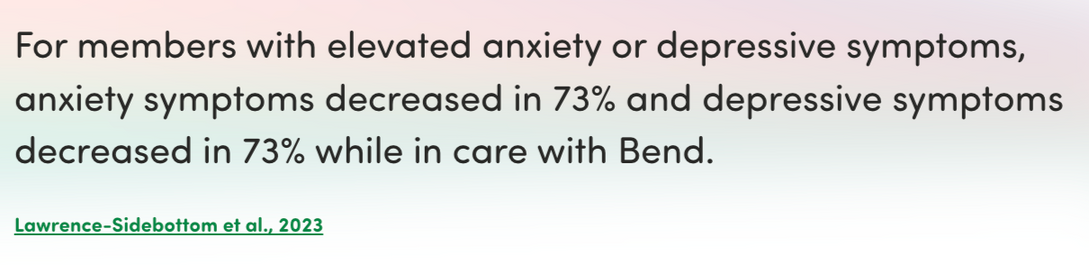 For members with elevated anxiety or depressive symptoms,
anxiety symptoms decreased in 73% and depressive symptoms
decreased in 73% while in care with Bend.
Lawrence-Sidebottom et al., 2023